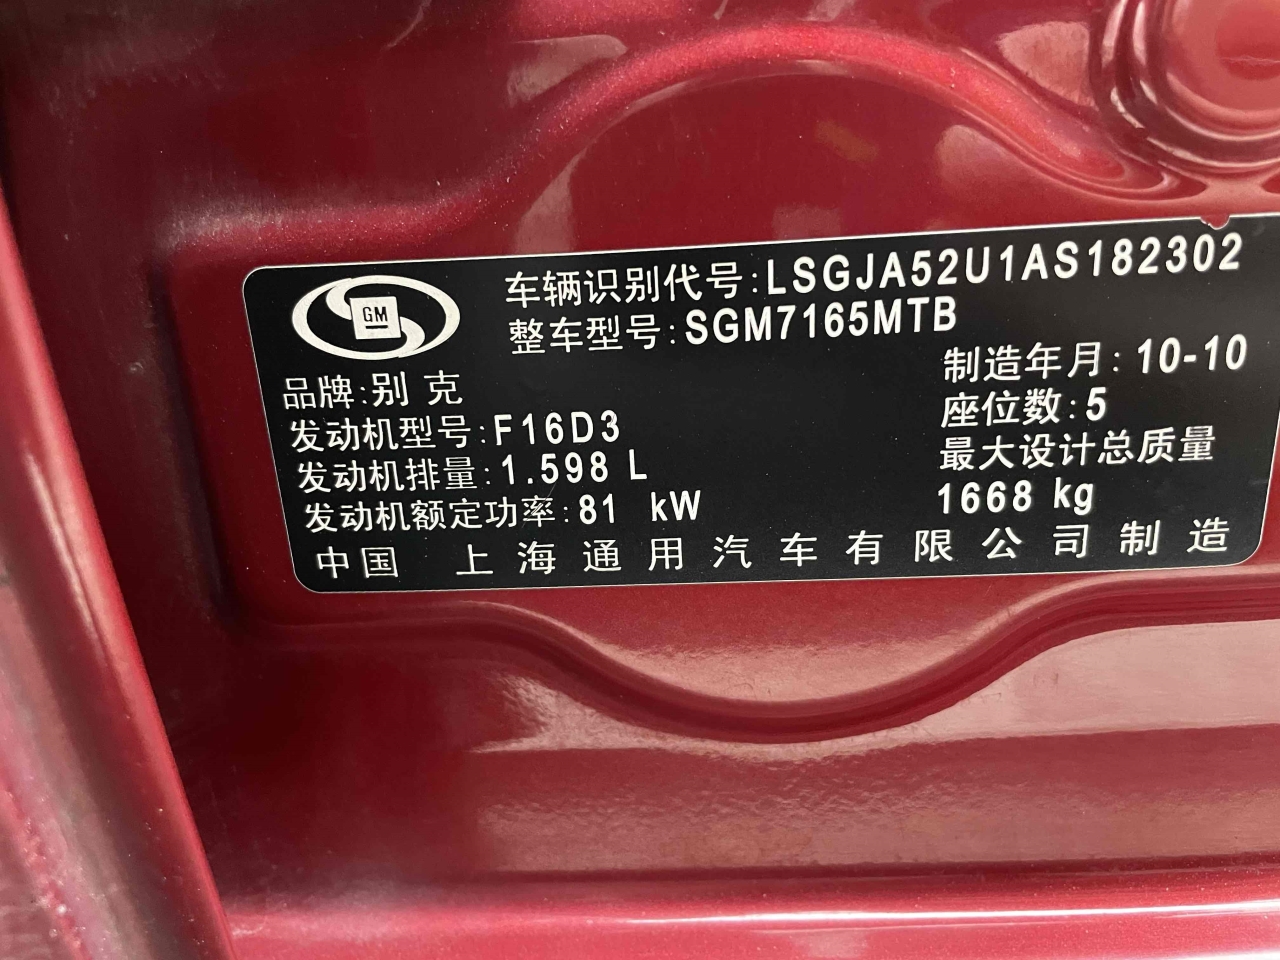 GM
车辆识别代号:LSGJA52U1AS182302
整车型号:SGM7165MTB
品牌:别 克
制造年月:10-10
发动机型号:F16D3
座位数:5
发动机排量:1.598 L
最大设计总质量
发动机额定功率:81 kW
1668 kg
中国 上海通用汽车有限公司制造